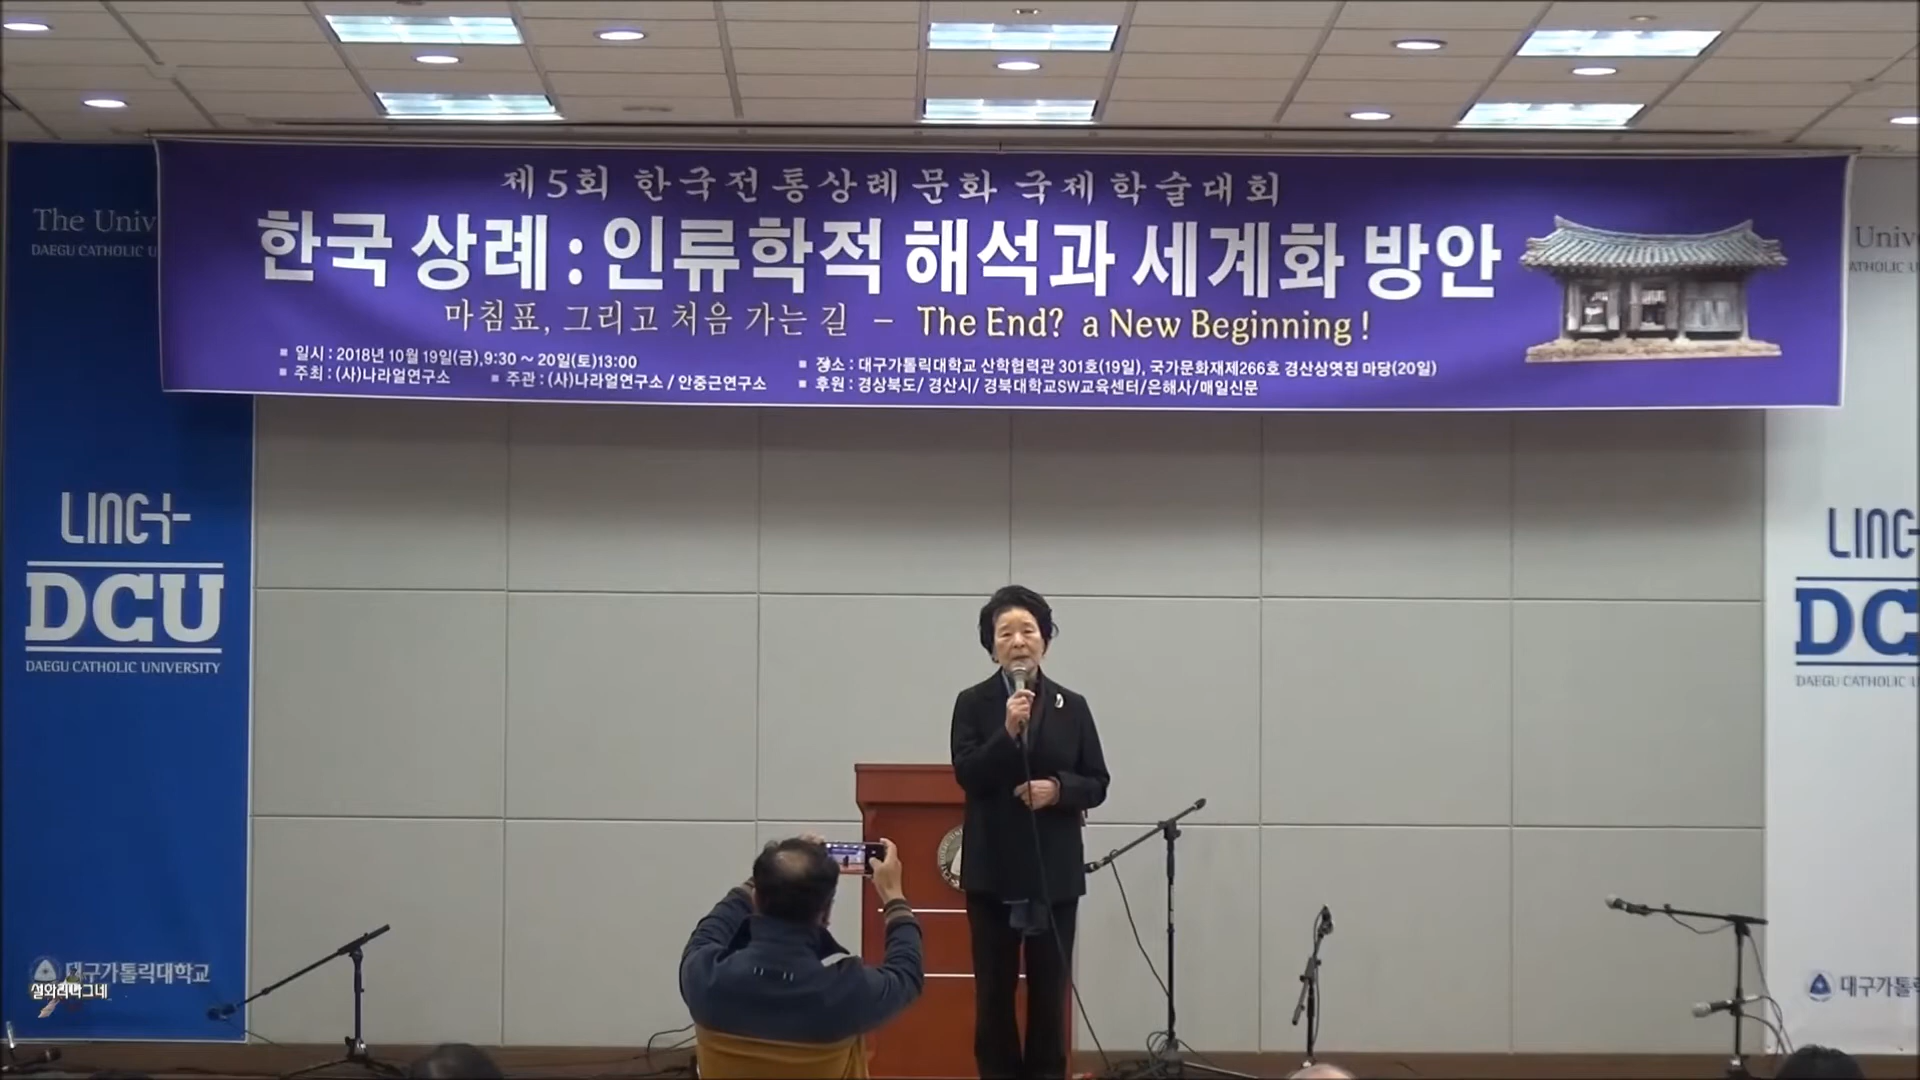 제5회 한국전통상례문화 국제학술대회
한국 상례 : 인류학적 해석과 세계화 방안
마침표, 그리고 처음 가는 길 – The End? a New Beginning !
■ 일시 : 2018년 10월 19일(금),9:30 ~ 20일(토)13:00
■ 장소 : 대구가톨릭대학교 산학협력관 301호(19일), 국가문화재제266호 경산상엿집 마당(20일)
■ 주최 : (사)나라얼연구소 ■ 주관 : (사)나라얼연구소 / 안중근연구소
■ 후원 : 경상북도/ 경산시/ 경북대학교SW교육센터/은해사/매일신문
The Univ
DAEGU CATHOLIC U
LINC+
DCU
DAEGU CATHOLIC UNIVERSITY
대구가톨릭대학교
설와리나그네
Unive
ATHOLIC U
LINC
DC
DAEGU CATHOLIC U
대구가톨릭